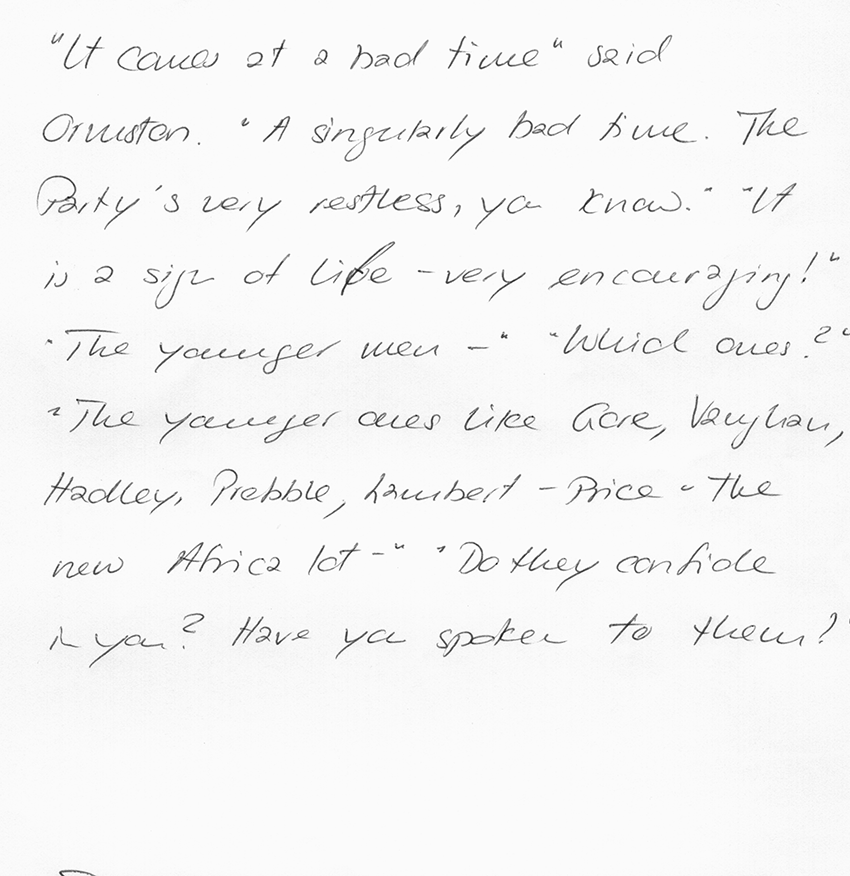 "It comes at a bad time" said
Ormston. "A singularly bad time. The
Party's very restless, you know." "It
is a sign of life - very encouraging!"
"The younger men -" "Which ones?"
"The younger ones like Gore, Vaughan,
Hadley, Prebble, Lambert - Price - the
new Africa lot -" "Do they confide
in you? Have you spoken to them?"